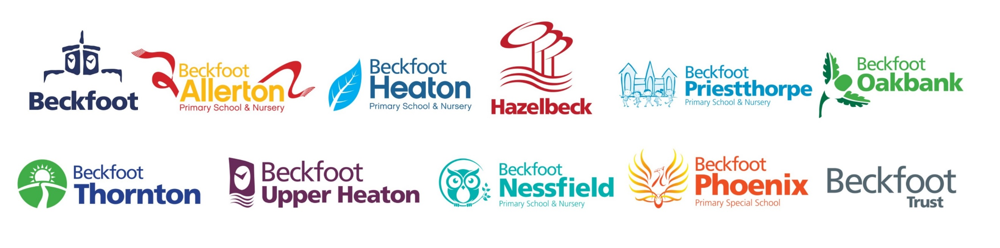 Beckfoot
Beckfoot
Allerton
Primary School & Nursery
Beckfoot
Heaton
Primary School & Nursery
Hazelbeck
Beckfoot
Priestthorpe
Primary School & Nursery
Beckfoot
Oakbank
Beckfoot
Thornton
Beckfoot
Upper Heaton
Beckfoot
Nessfield
Primary School & Nursery
Beckfoot
Phoenix
Primary Special School
Beckfoot
Trust